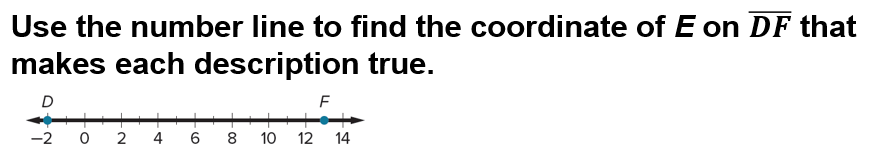 Use the number line to find the coordinate of E on DF that
makes each description true.
D F
−2 0 2 4 6 8 10 12 14